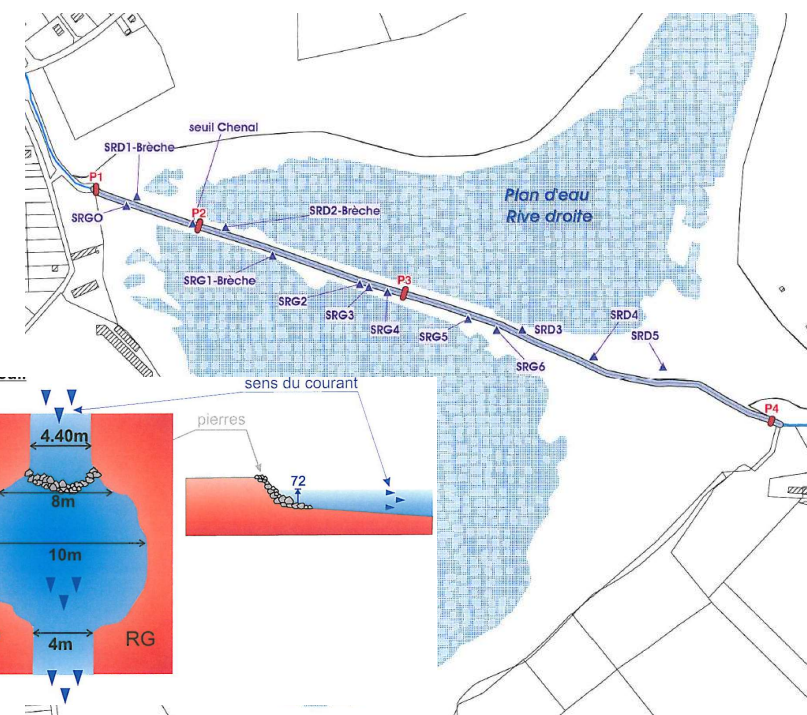 seuil Chenal
SRD1-Brèche
P1
SRGO
P2
SRD2-Brèche
Plan d'eau
Rive droite
SRG1-Brèche
SRG2
P3
SRG3
SRG4
SRG5
SRD3
SRD4
SRD5
SRG6
P4
sens du courant
pierres
4.40m
72
8m
10m
4m
RG